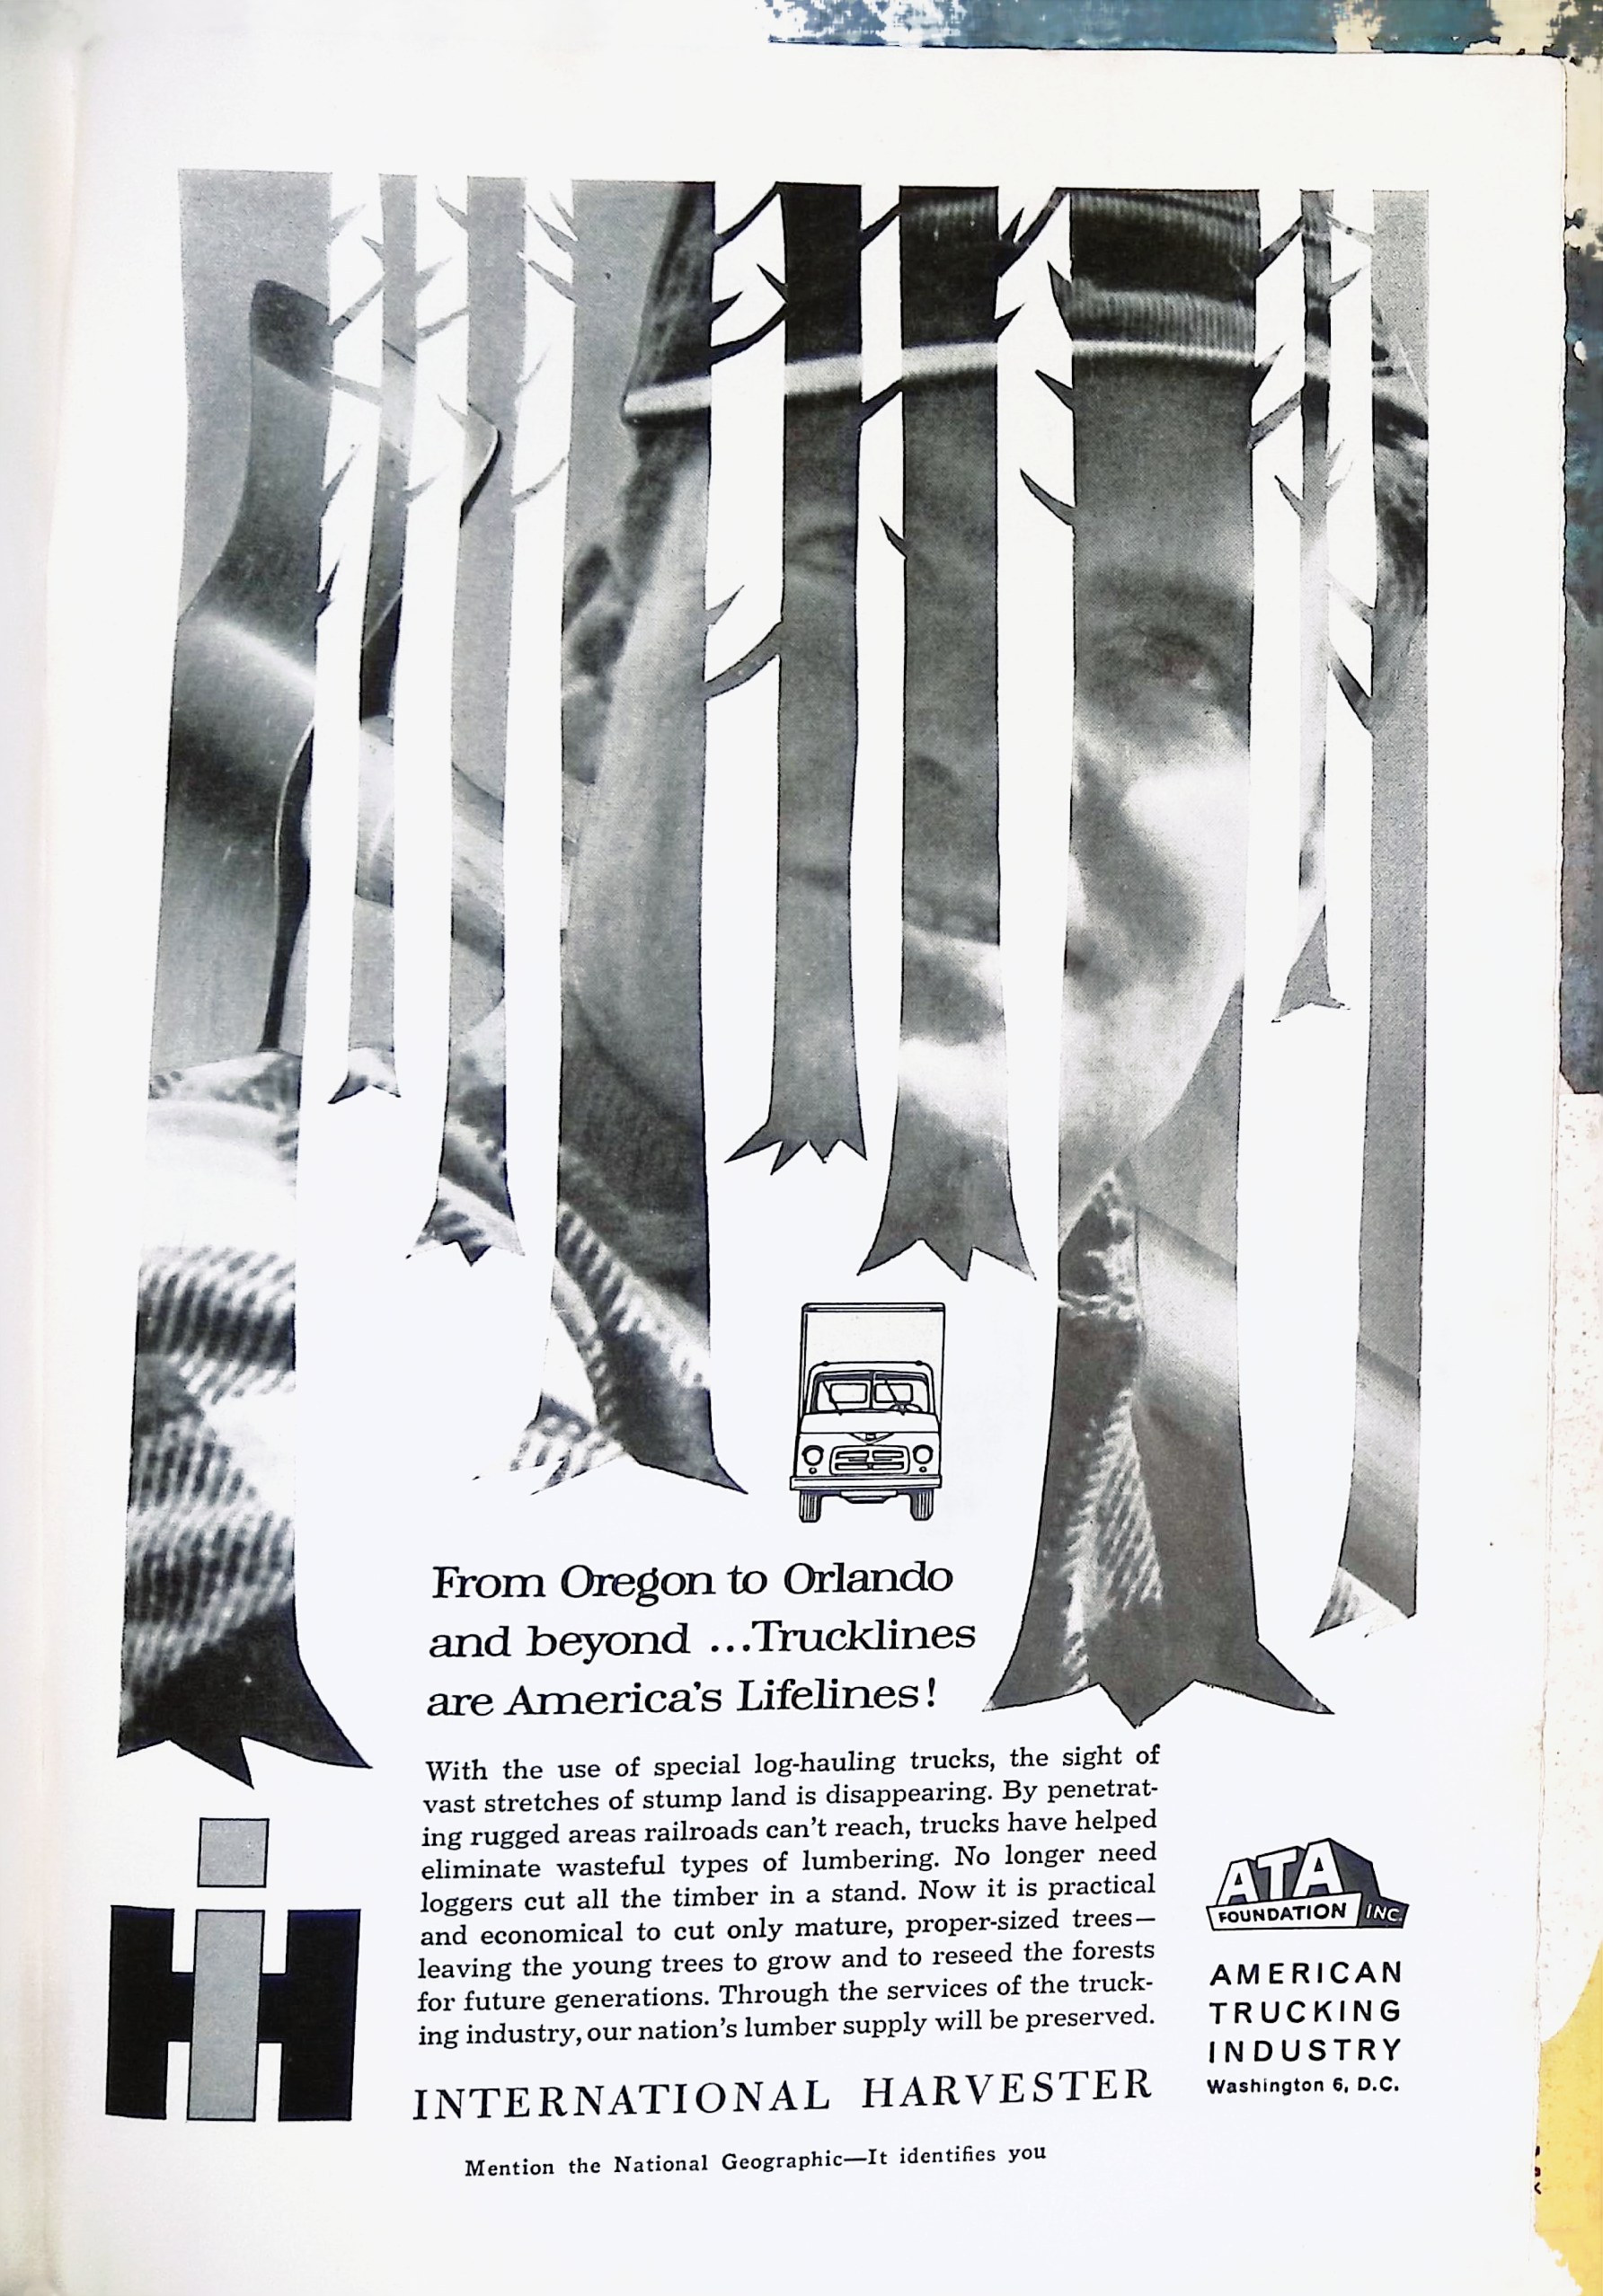 From Oregon to Orlando
and beyond ...Trucklines
are America's Lifelines!
With the use of special log-hauling trucks, the sight of
vast stretches of stump land is disappearing. By penetrat-
ing rugged areas railroads can't reach, trucks have helped
eliminate wasteful types of lumbering. No longer need
loggers cut all the timber in a stand. Now it is practical
and economical to cut only mature, proper-sized trees—
leaving the young trees to grow and to reseed the forests
for future generations. Through the services of the truck-
ing industry, our nation's lumber supply will be preserved.
INTERNATIONAL HARVESTER
Mention the National Geographic—It identifies you
iH
ATA
FOUNDATION INC.
AMERICAN
TRUCKING
INDUSTRY
Washington 6, D.C.